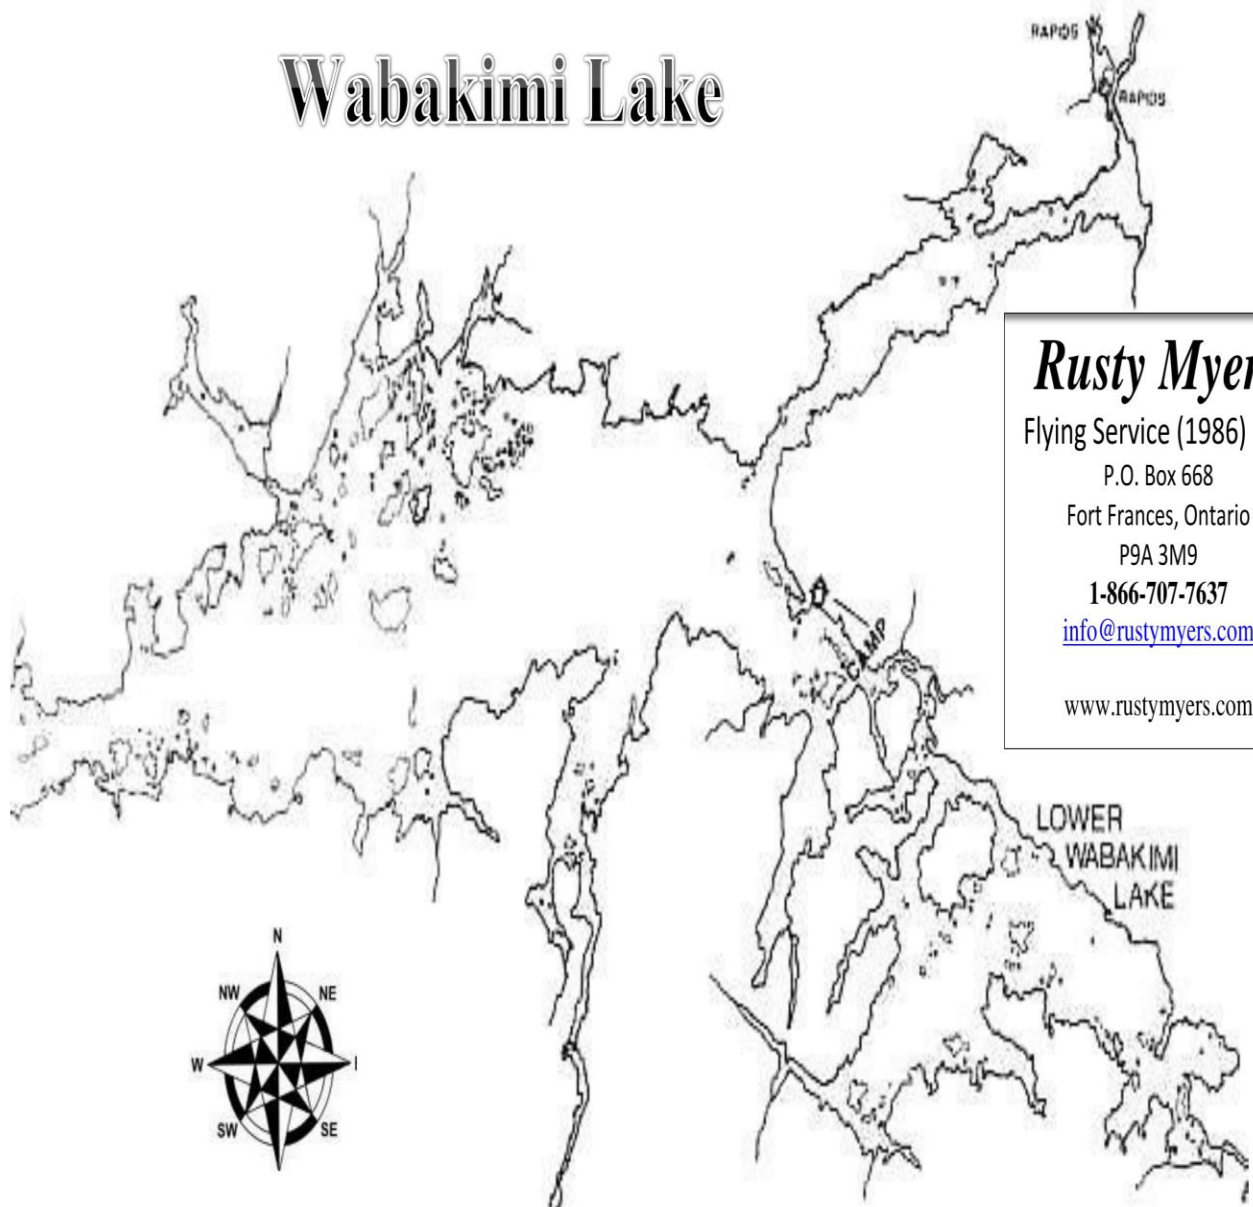 Wabakimi Lake
RAPIDS
RAPIDS
Rusty Myer
Flying Service (1986)
P.O. Box 668
Fort Frances, Ontario
P9A 3M9
1-866-707-7637
info@rustymyers.com
www.rustymyers.com
CAMP
LOWER
WABAKIMI
LAKE
N
NW
NE
W
SW
SE